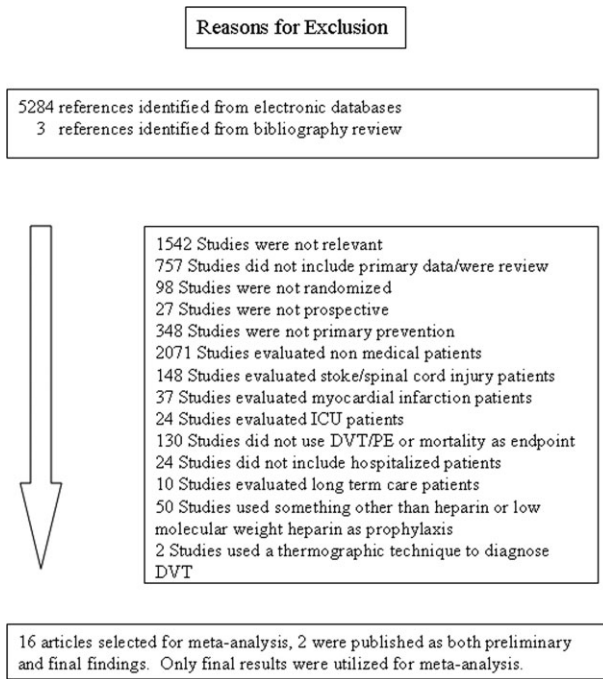 Reasons for Exclusion
5284 references identified from electronic databases
3 references identified from bibliography review
1542 Studies were not relevant
757 Studies did not include primary data/were review
98 Studies were not randomized
27 Studies were not prospective
348 Studies were not primary prevention
2071 Studies evaluated non medical patients
148 Studies evaluated stoke/spinal cord injury patients
37 Studies evaluated myocardial infarction patients
24 Studies evaluated ICU patients
130 Studies did not use DVT/PE or mortality as endpoint
24 Studies did not include hospitalized patients
10 Studies evaluated long term care patients
50 Studies used something other than heparin or low
molecular weight heparin as prophylaxis
2 Studies used a thermographic technique to diagnose
DVT
16 articles selected for meta-analysis, 2 were published as both preliminary
and final findings. Only final results were utilized for meta-analysis.